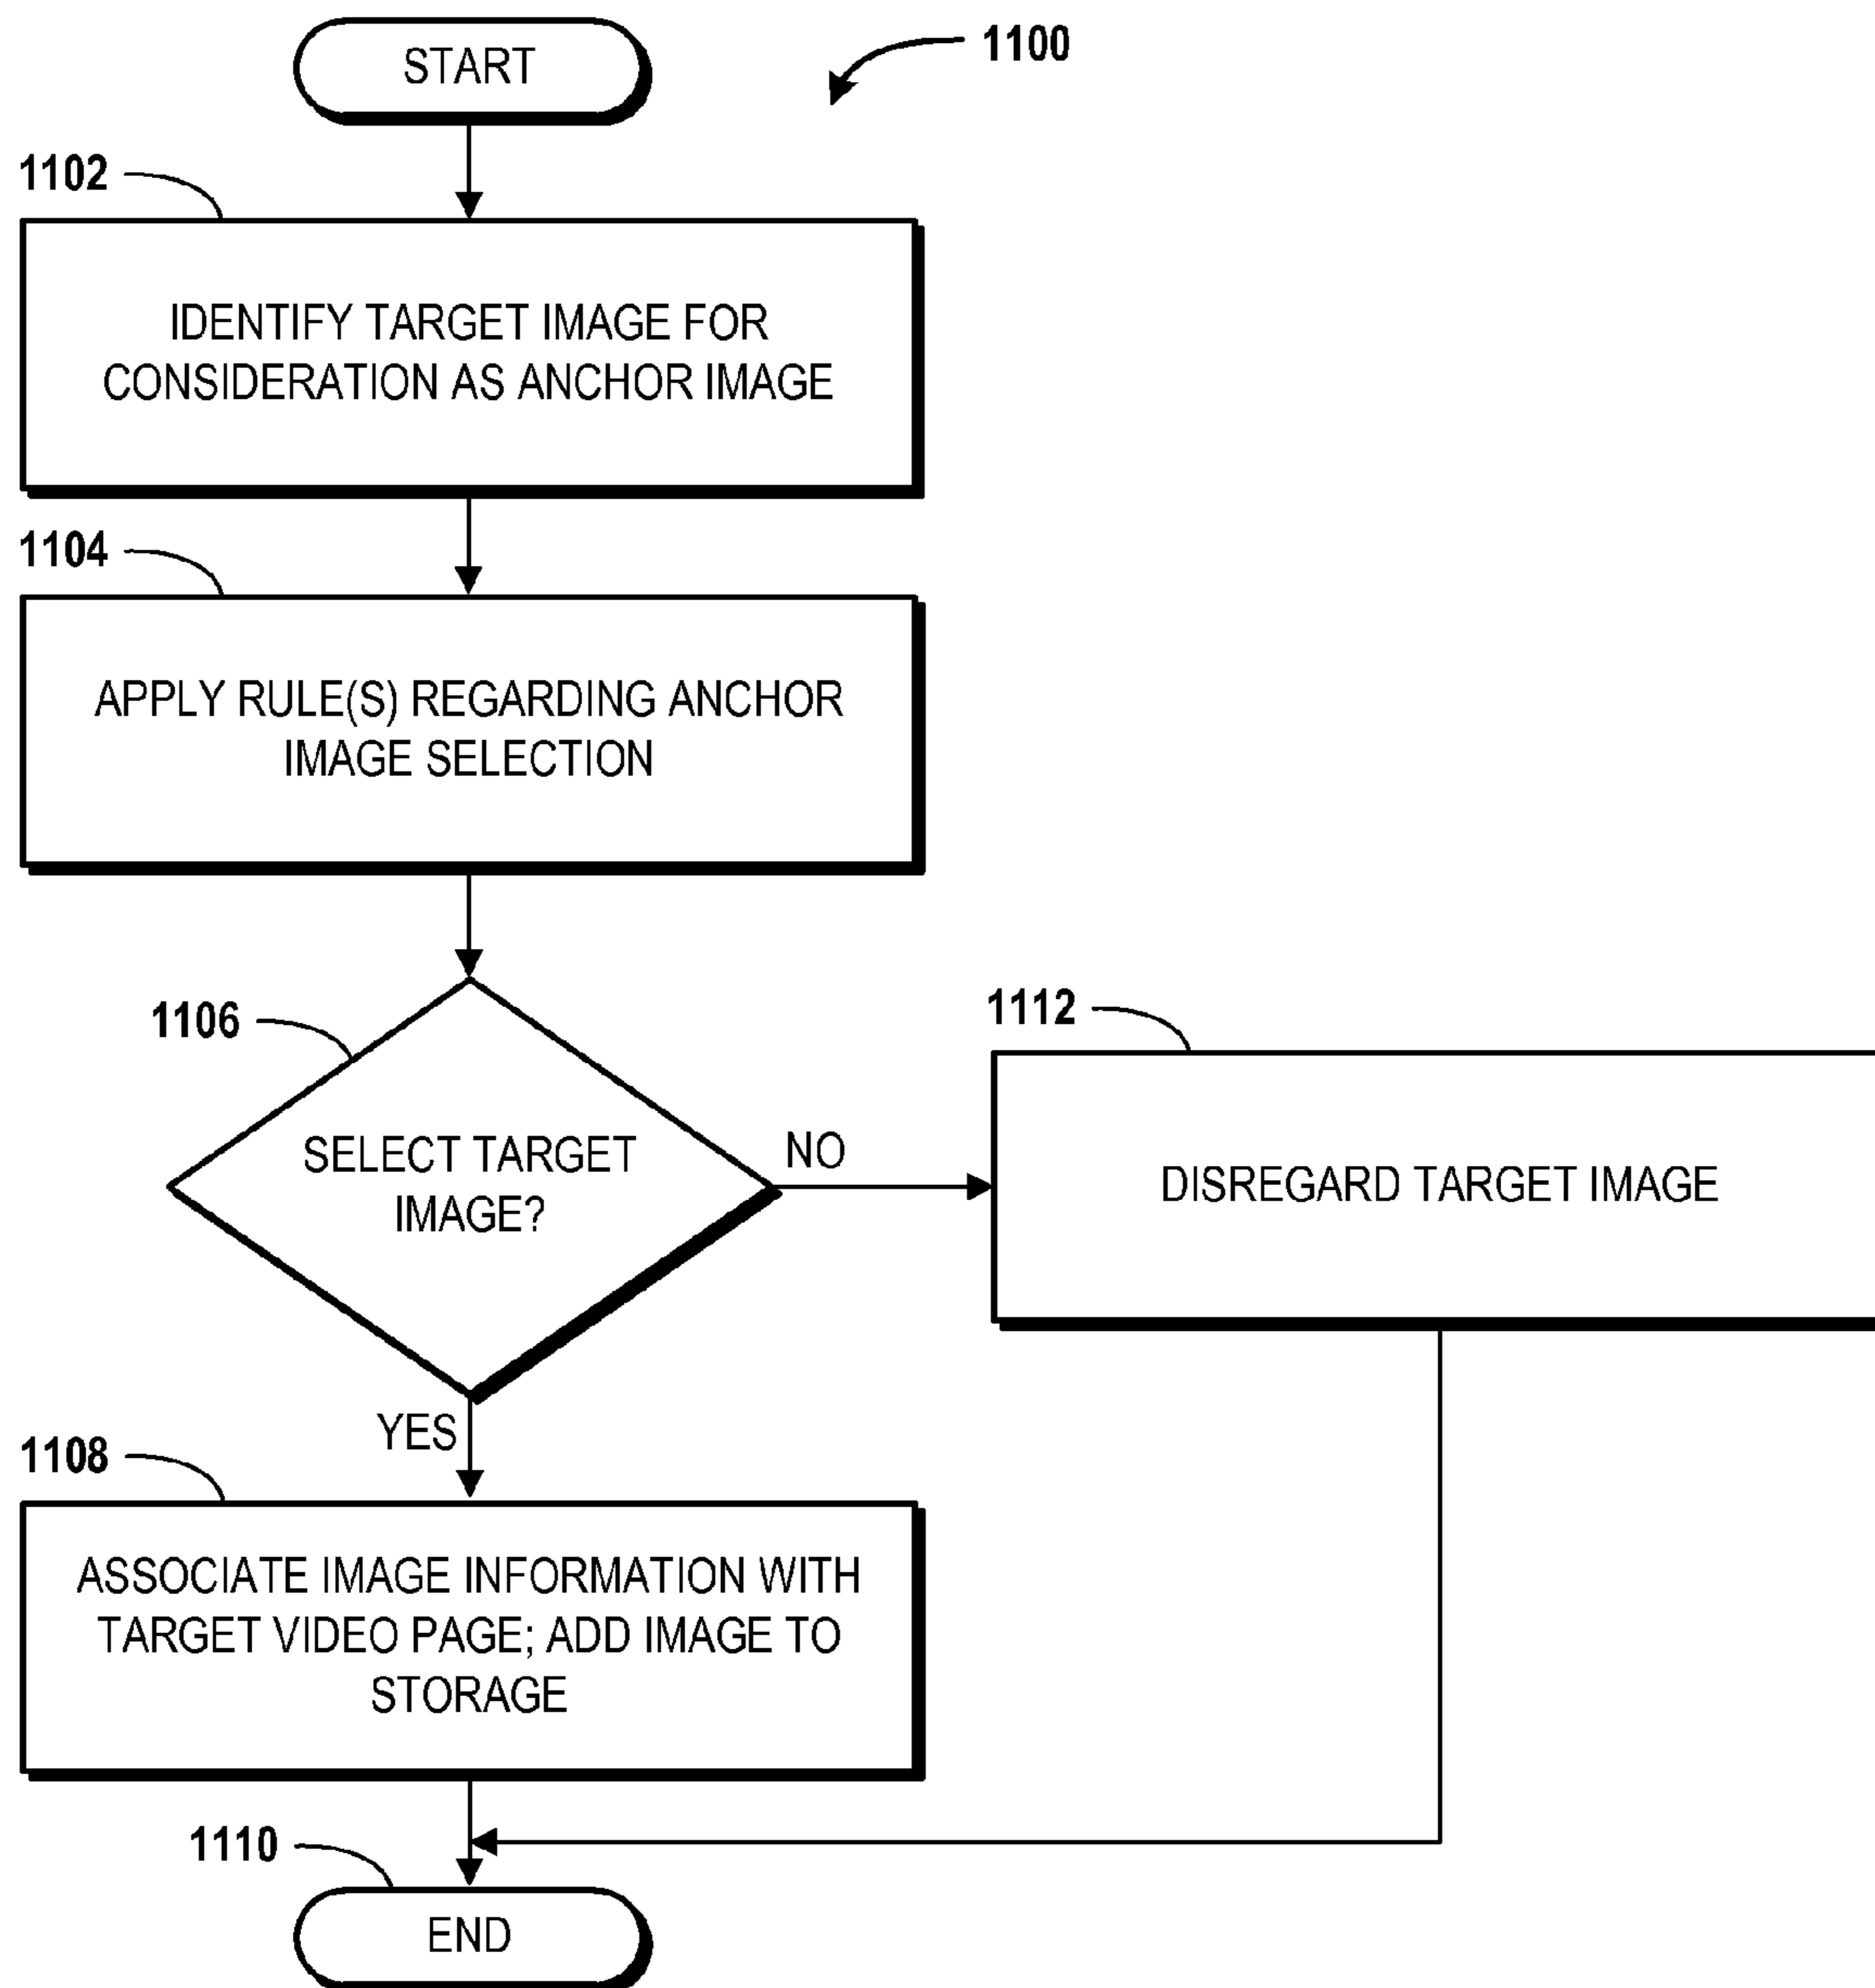 START
1100
1102
IDENTIFY TARGET IMAGE FOR
CONSIDERATION AS ANCHOR IMAGE
1104
APPLY RULE(S) REGARDING ANCHOR
IMAGE SELECTION
1106
SELECT TARGET
IMAGE?
NO
1112
DISREGARD TARGET IMAGE
YES
1108
ASSOCIATE IMAGE INFORMATION WITH
TARGET VIDEO PAGE; ADD IMAGE TO
STORAGE
1110
END